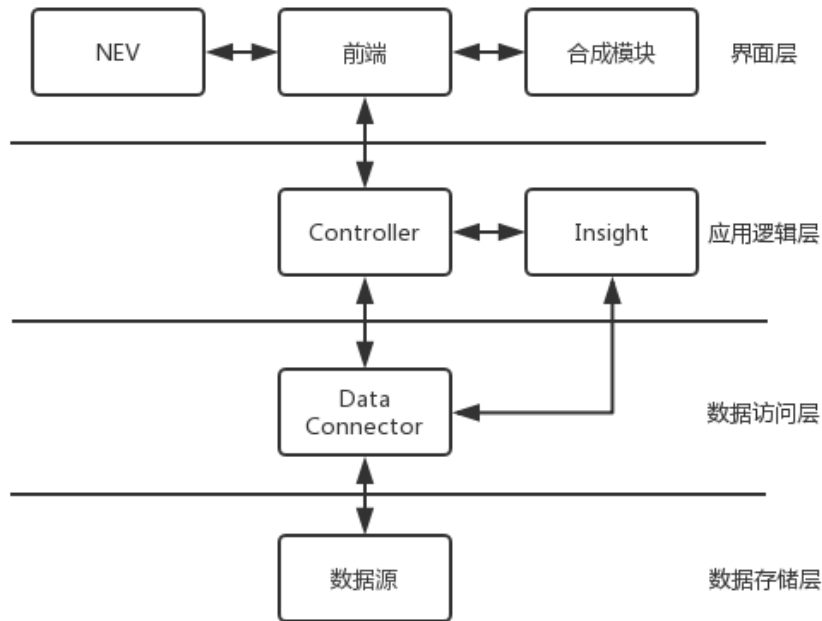 NEV
前端
合成模块
界面层
Controller
Insight
应用逻辑层
Data
Connector
数据访问层
数据源
数据存储层